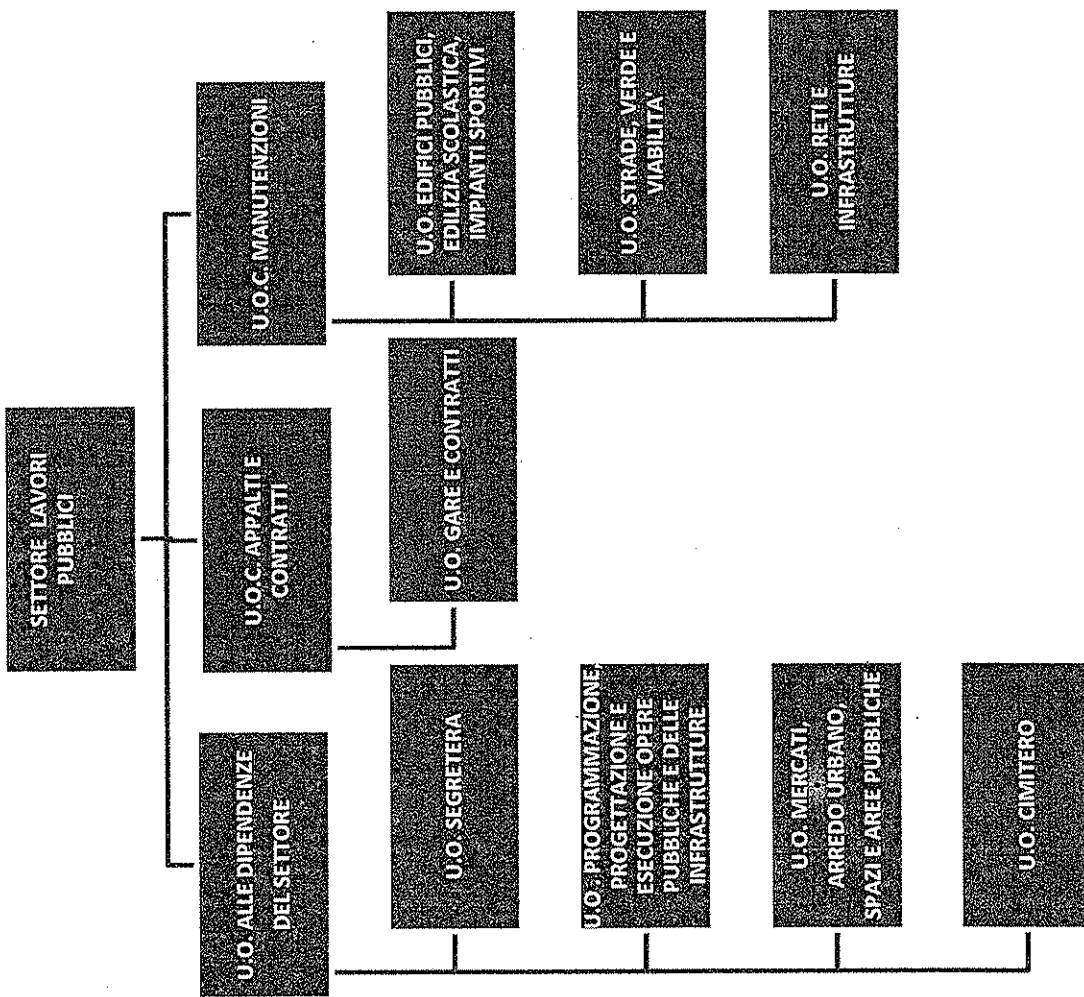 SETTORE LAVORI
PUBBLICI
U.O. ALLE DIPENDENZE
DEL SETTORE
U.O. SEGRETERA
U.O. PROGRAMMAZIONE,
PROGETTAZIONE E
ESECUZIONE OPERE
PUBBLICHE E DELLE
INFRASTRUTTURE
U.O. MERCATI,
ARREDO URBANO,
SPAZI E AREE PUBBLICHE
U.O. CIMITERO
U.O.C. APPALTI E
CONTRATTI
U.O. GARE E CONTRATTI
U.O.C. MANUTENZIONI
U.O. EDIFICI PUBBLICI,
EDILIZIA SCOLASTICA,
IMPIANTI SPORTIVI
U.O. STRADE, VERDE E
VIABILITA'
U.O. RETI E
INFRASTRUTTURE